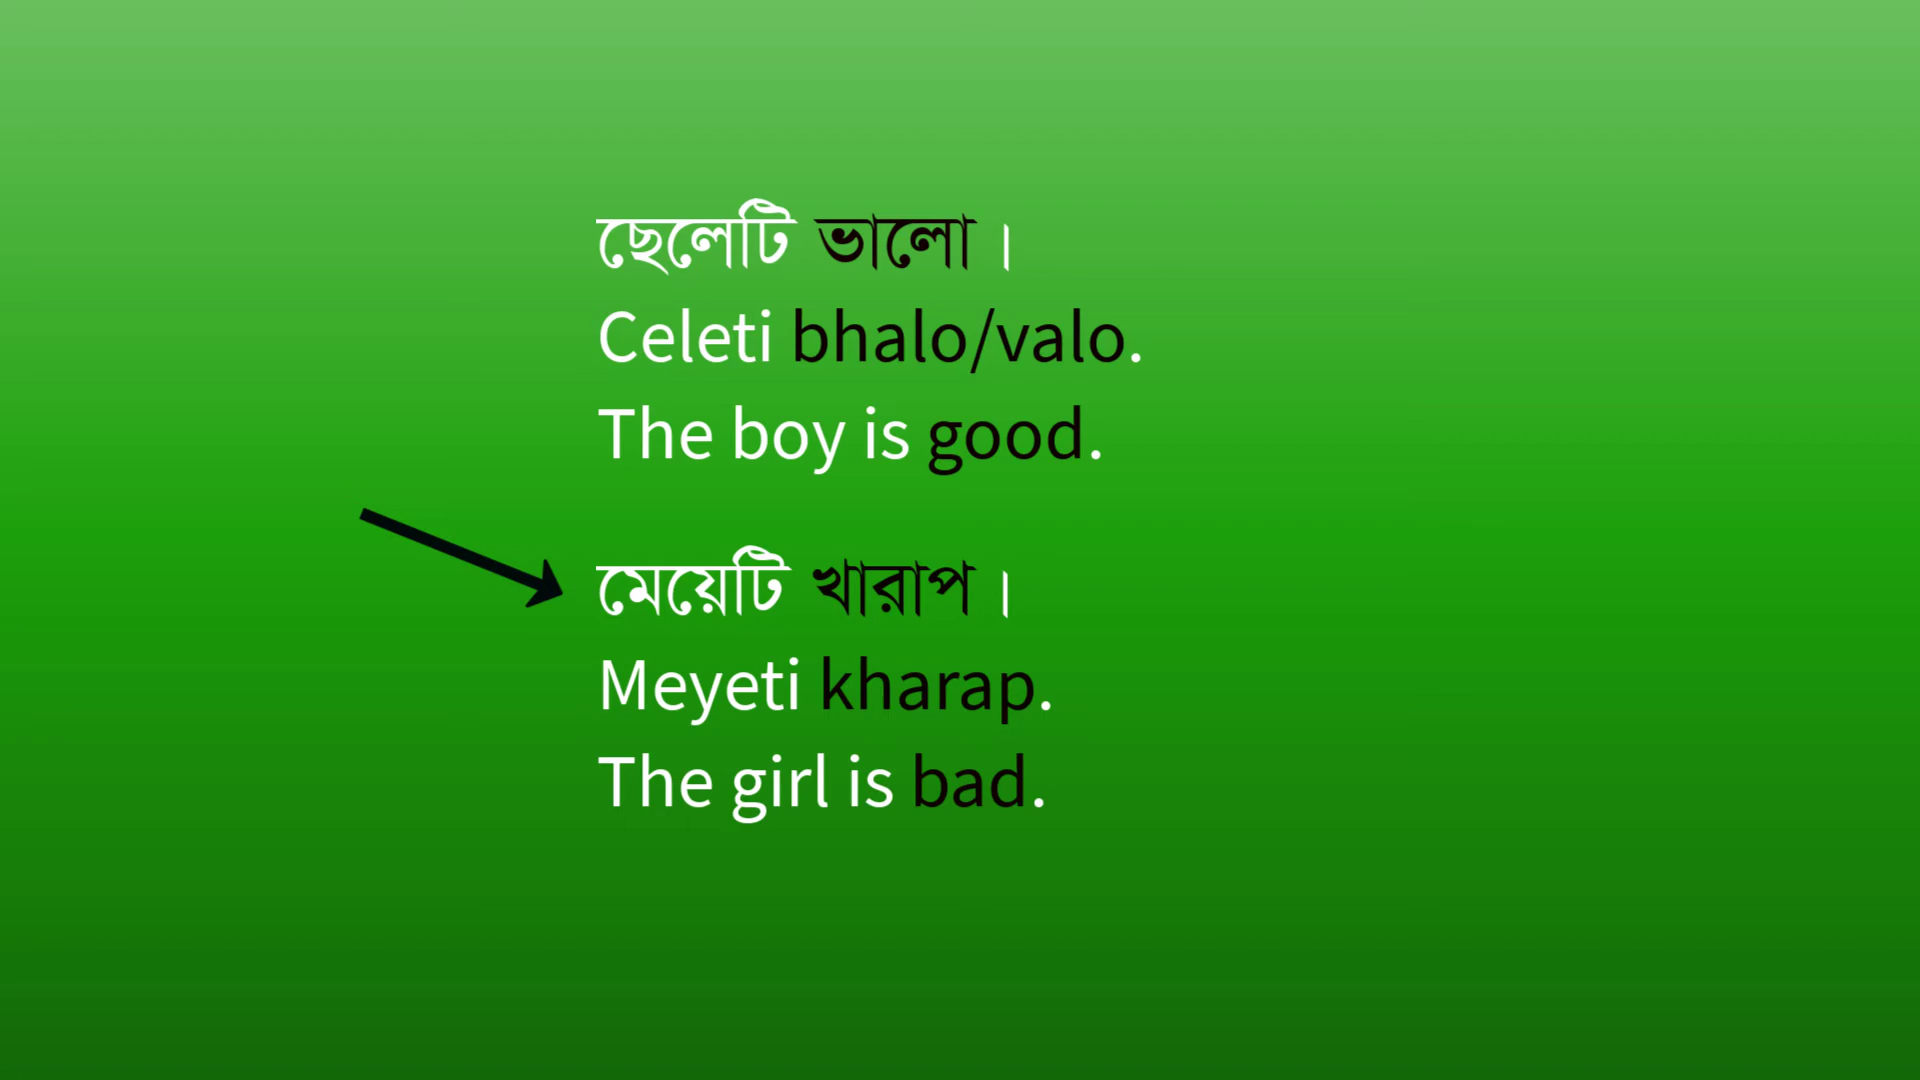 ছেলেটি ভালো ।
Celeti bhalo/valo.
The boy is good.
মেয়েটি খারাপ ।
Meyeti kharap.
The girl is bad.